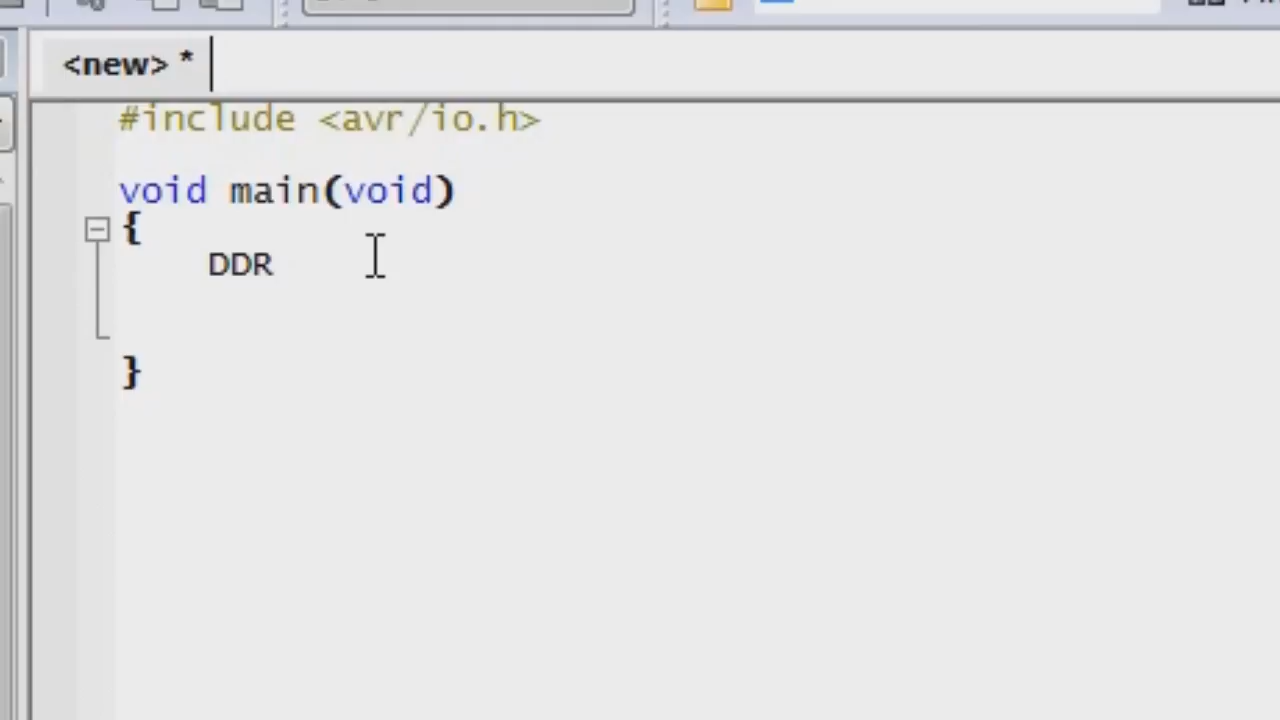 <new> *
#include <avr/io.h>
void main(void)
{
DDR
}